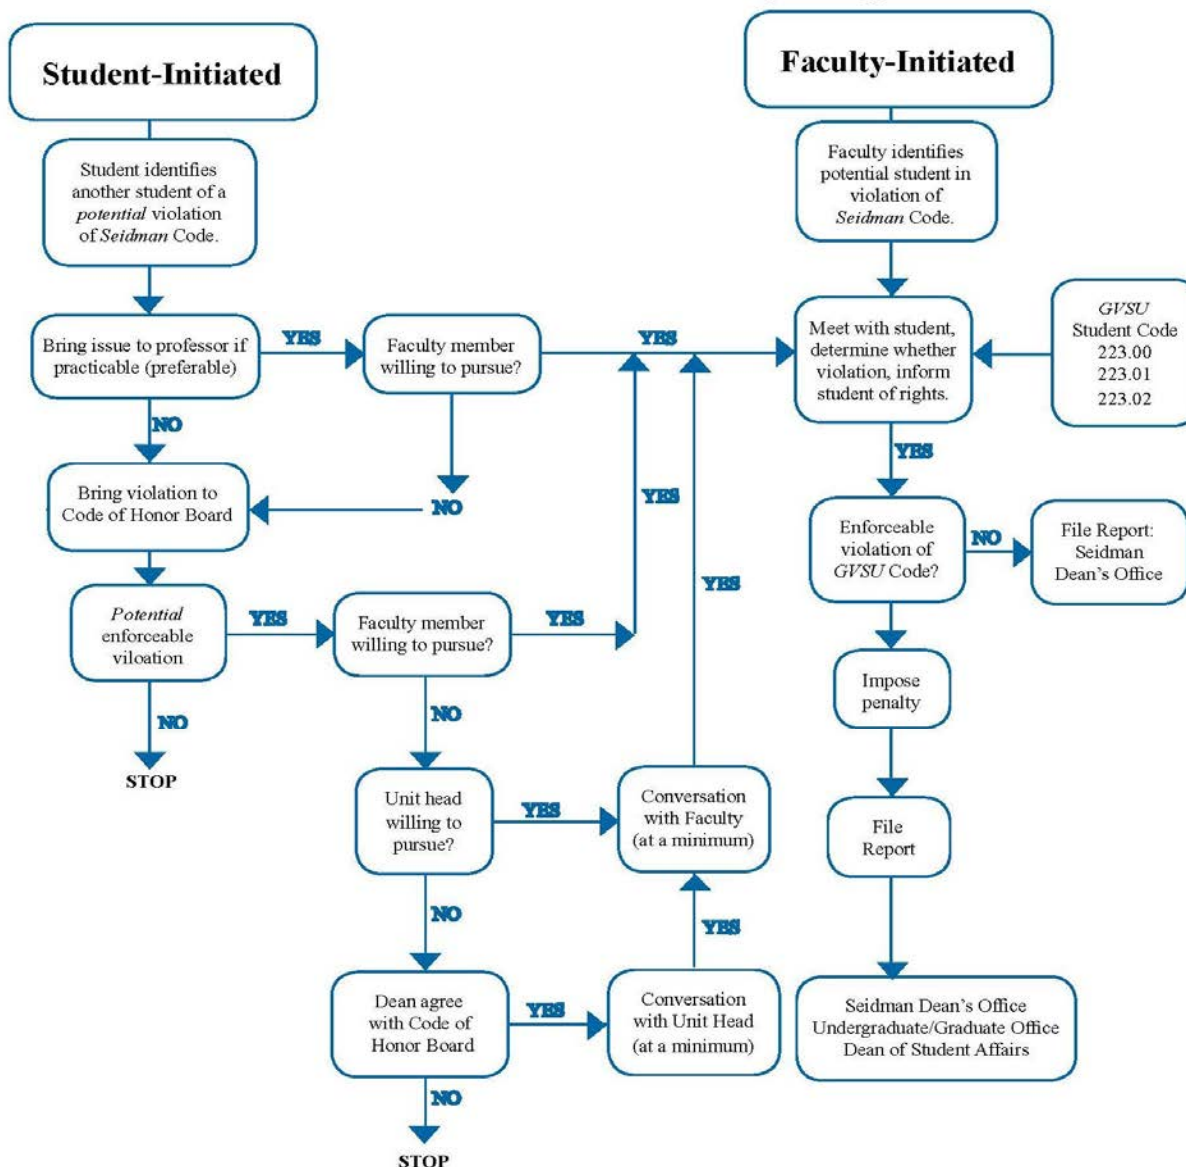 Student-Initiated
Faculty-Initiated
Student identifies
another student of a
potential violation
of Seidman Code.
Faculty identifies
potential student in
violation of
Seidman Code.
Bring issue to professor if
practicable (preferable)
YES
Faculty member
willing to pursue?
YES
Meet with student,
determine whether
violation, inform
student of rights.
GVSU
Student Code
223.00
223.01
223.02
NO
NO
YES
Bring violation to
Code of Honor Board
YES
YES
Enforceable
violation of
GVSU Code?
NO
File Report:
Seidman
Dean's Office
Potential
enforceable
viloation
YES
Faculty member
willing to pursue?
YES
NO
STOP
NO
Impose
penalty
Unit head
willing to
pursue?
YES
Conversation
with Faculty
(at a minimum)
File
Report
NO
YES
Dean agree
with Code of
Honor Board
YES
Conversation
with Unit Head
(at a minimum)
Seidman Dean's Office
Undergraduate/Graduate Office
Dean of Student Affairs
NO
STOP